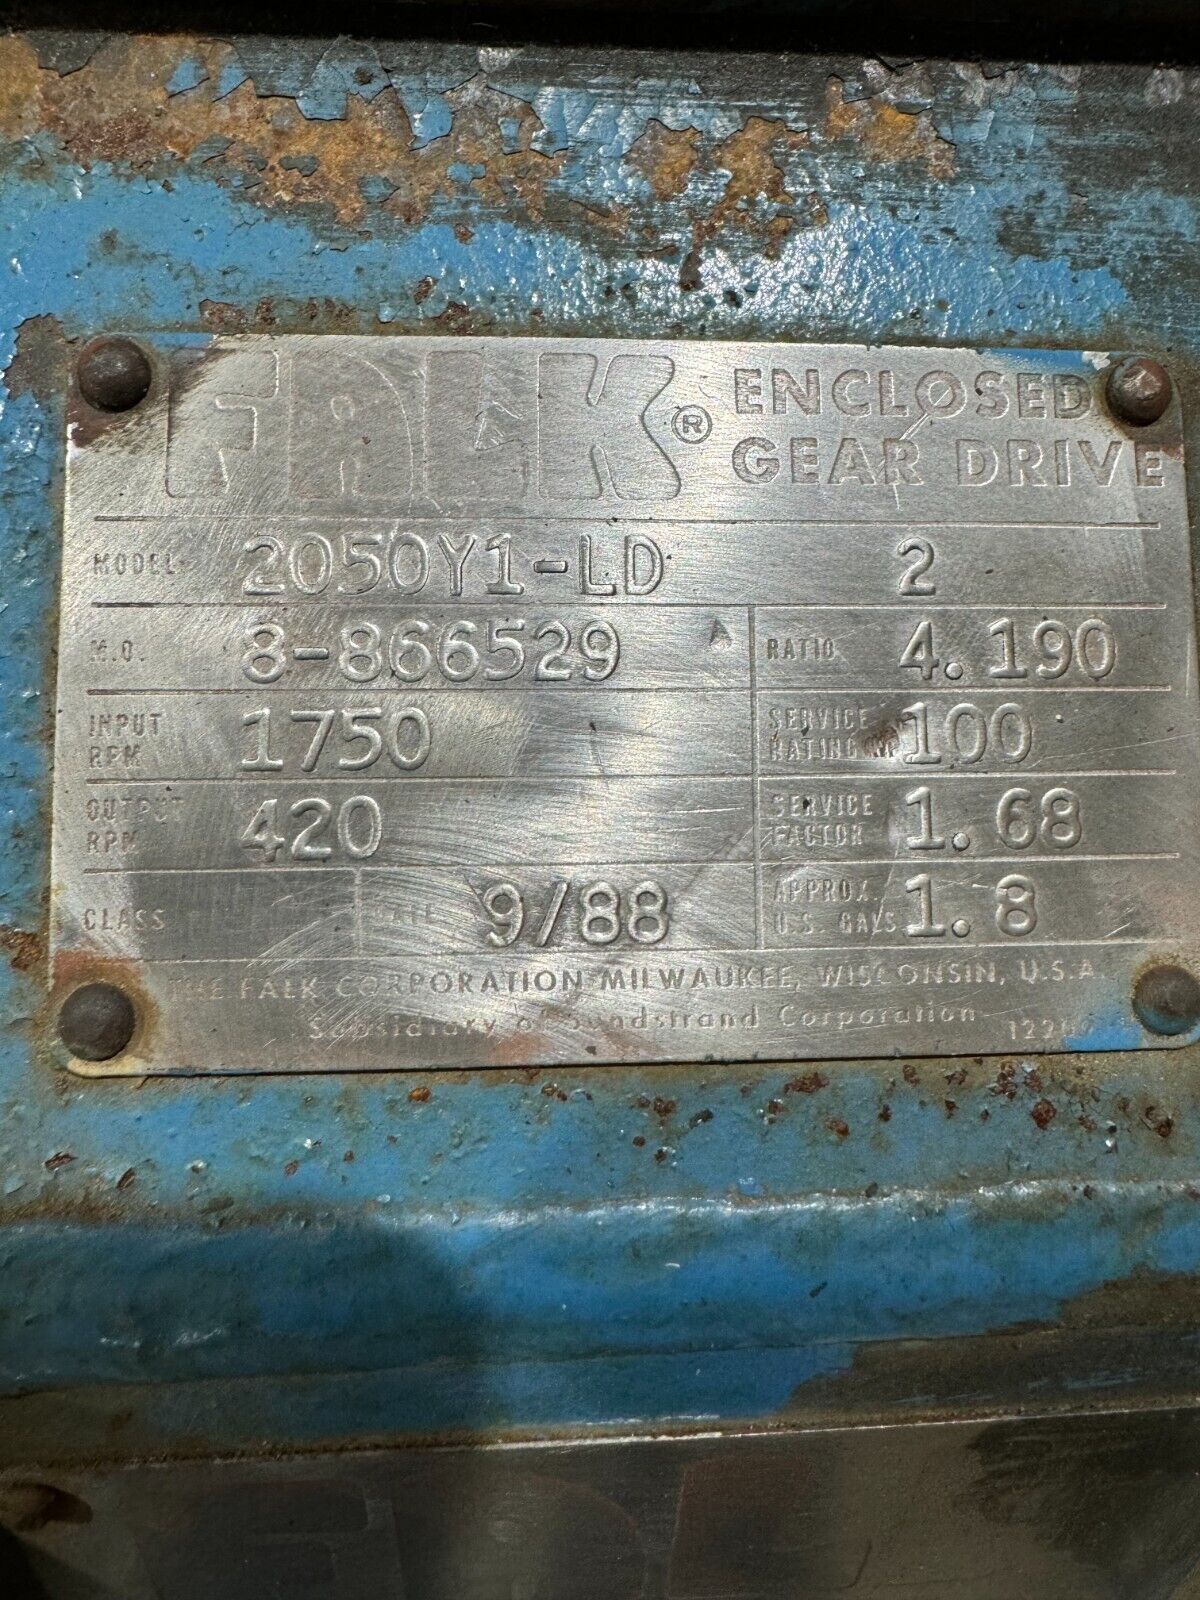 FALK® ENCLOSED GEAR DRIVE
MODEL- 2050Y1-LD 2
M.O. 8-866529 RATIO 4.190
INPUT RPM 1750 SERVICE RATING HP 100
OUTPUT RPM 420 SERVICE FACTOR 1.68
CLASS DATE 9/88 APPROX. U.S. GALS 1.8
THE FALK CORPORATION MILWAUKEE, WISCONSIN, U.S.A.
Subsidiary of Sundstrand Corporation